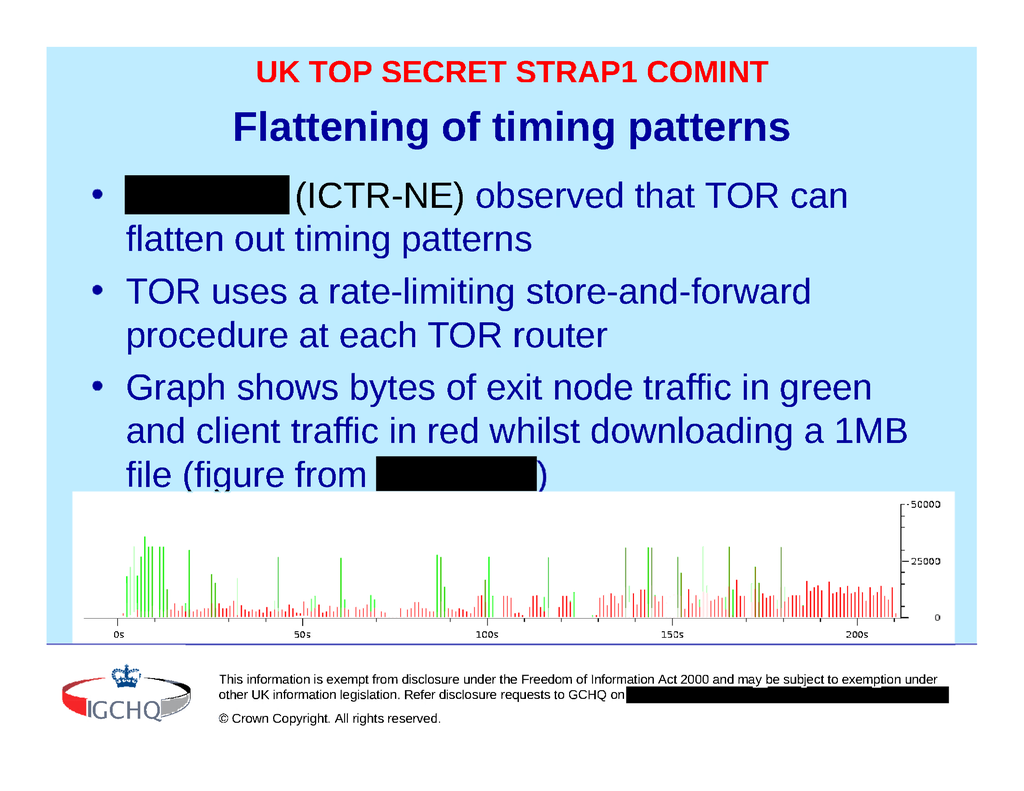 UK TOP SECRET STRAP1 COMINT
Flattening of timing patterns
• (ICTR-NE) observed that TOR can
flatten out timing patterns
• TOR uses a rate-limiting store-and-forward
procedure at each TOR router
• Graph shows bytes of exit node traffic in green
and client traffic in red whilst downloading a 1MB
file (figure from )
50000
25000
0
0s 50s 100s 150s 200s
GCHQ
This information is exempt from disclosure under the Freedom of Information Act 2000 and may be subject to exemption under
other UK information legislation. Refer disclosure requests to GCHQ on
© Crown Copyright. All rights reserved.